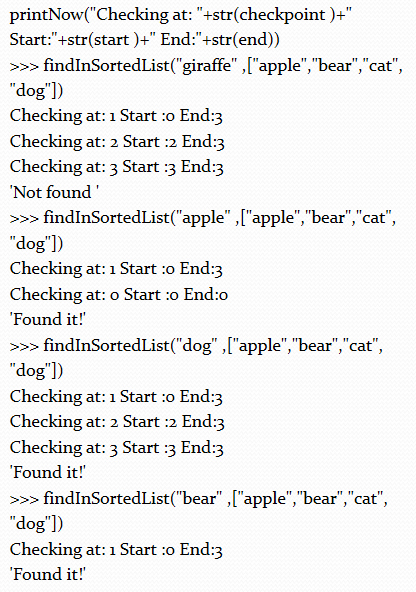 printNow("Checking at: "+str(checkpoint )+"
Start:"+str(start )+" End:"+str(end))
>>> findInSortedList("giraffe" ,["apple","bear","cat",
"dog"])
Checking at: 1 Start :0 End:3
Checking at: 2 Start :2 End:3
Checking at: 3 Start :3 End:3
'Not found '
>>> findInSortedList("apple" ,["apple","bear","cat",
"dog"])
Checking at: 1 Start :0 End:3
Checking at: 0 Start :0 End:0
'Found it!'
>>> findInSortedList("dog" ,["apple","bear","cat",
"dog"])
Checking at: 1 Start :0 End:3
Checking at: 2 Start :2 End:3
Checking at: 3 Start :3 End:3
'Found it!'
>>> findInSortedList("bear" ,["apple","bear","cat",
"dog"])
Checking at: 1 Start :0 End:3
'Found it!'